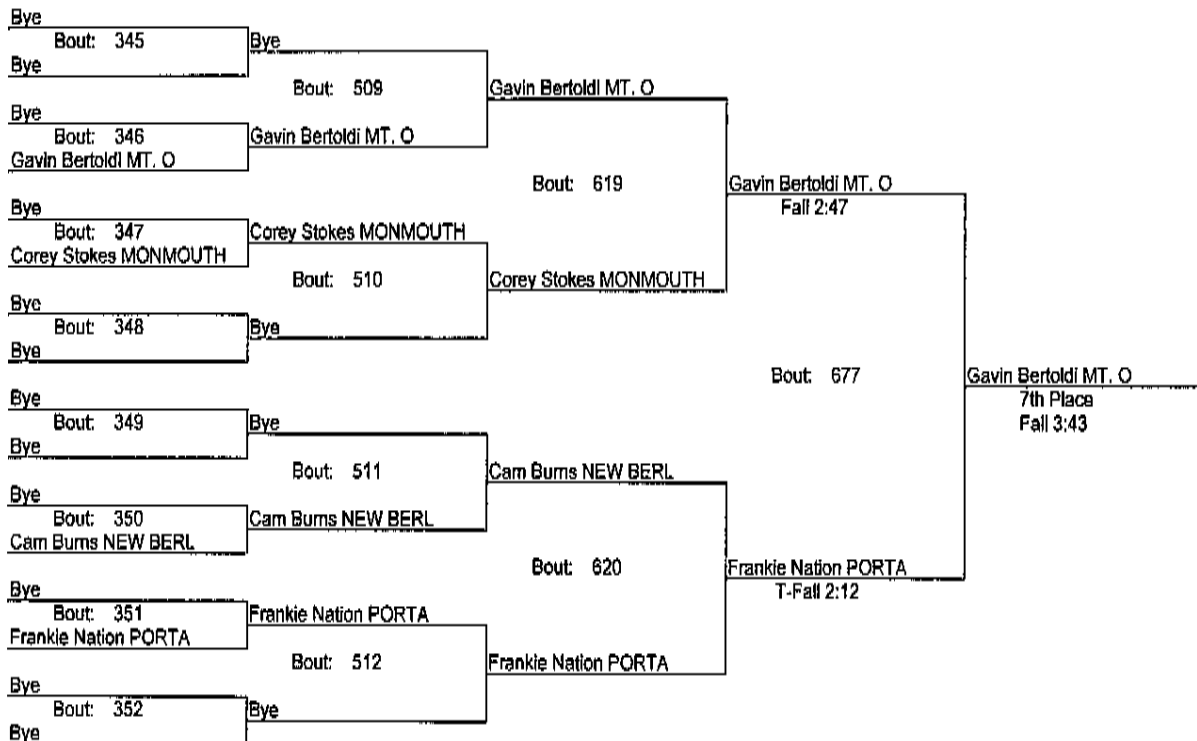 Bye
Bout: 345
Bye
Bye
Bout: 509
Gavin Bertoldi MT. O
Bye
Bout: 346
Gavin Bertoldi MT. O
Gavin Bertoldi MT. O
Bout: 619
Gavin Bertoldi MT. O
Fall 2:47
Bye
Bout: 347
Corey Stokes MONMOUTH
Corey Stokes MONMOUTH
Bout: 510
Corey Stokes MONMOUTH
Bye
Bout: 348
Bye
Bye
Bout: 677
Gavin Bertoldi MT. O
7th Place
Fall 3:43
Bye
Bout: 349
Bye
Bye
Bout: 511
Cam Burns NEW BERL
Bye
Bout: 350
Cam Burns NEW BERL
Cam Burns NEW BERL
Bout: 620
Frankie Nation PORTA
T-Fall 2:12
Bye
Bout: 351
Frankie Nation PORTA
Frankie Nation PORTA
Bout: 512
Frankie Nation PORTA
Bye
Bout: 352
Bye
Bye